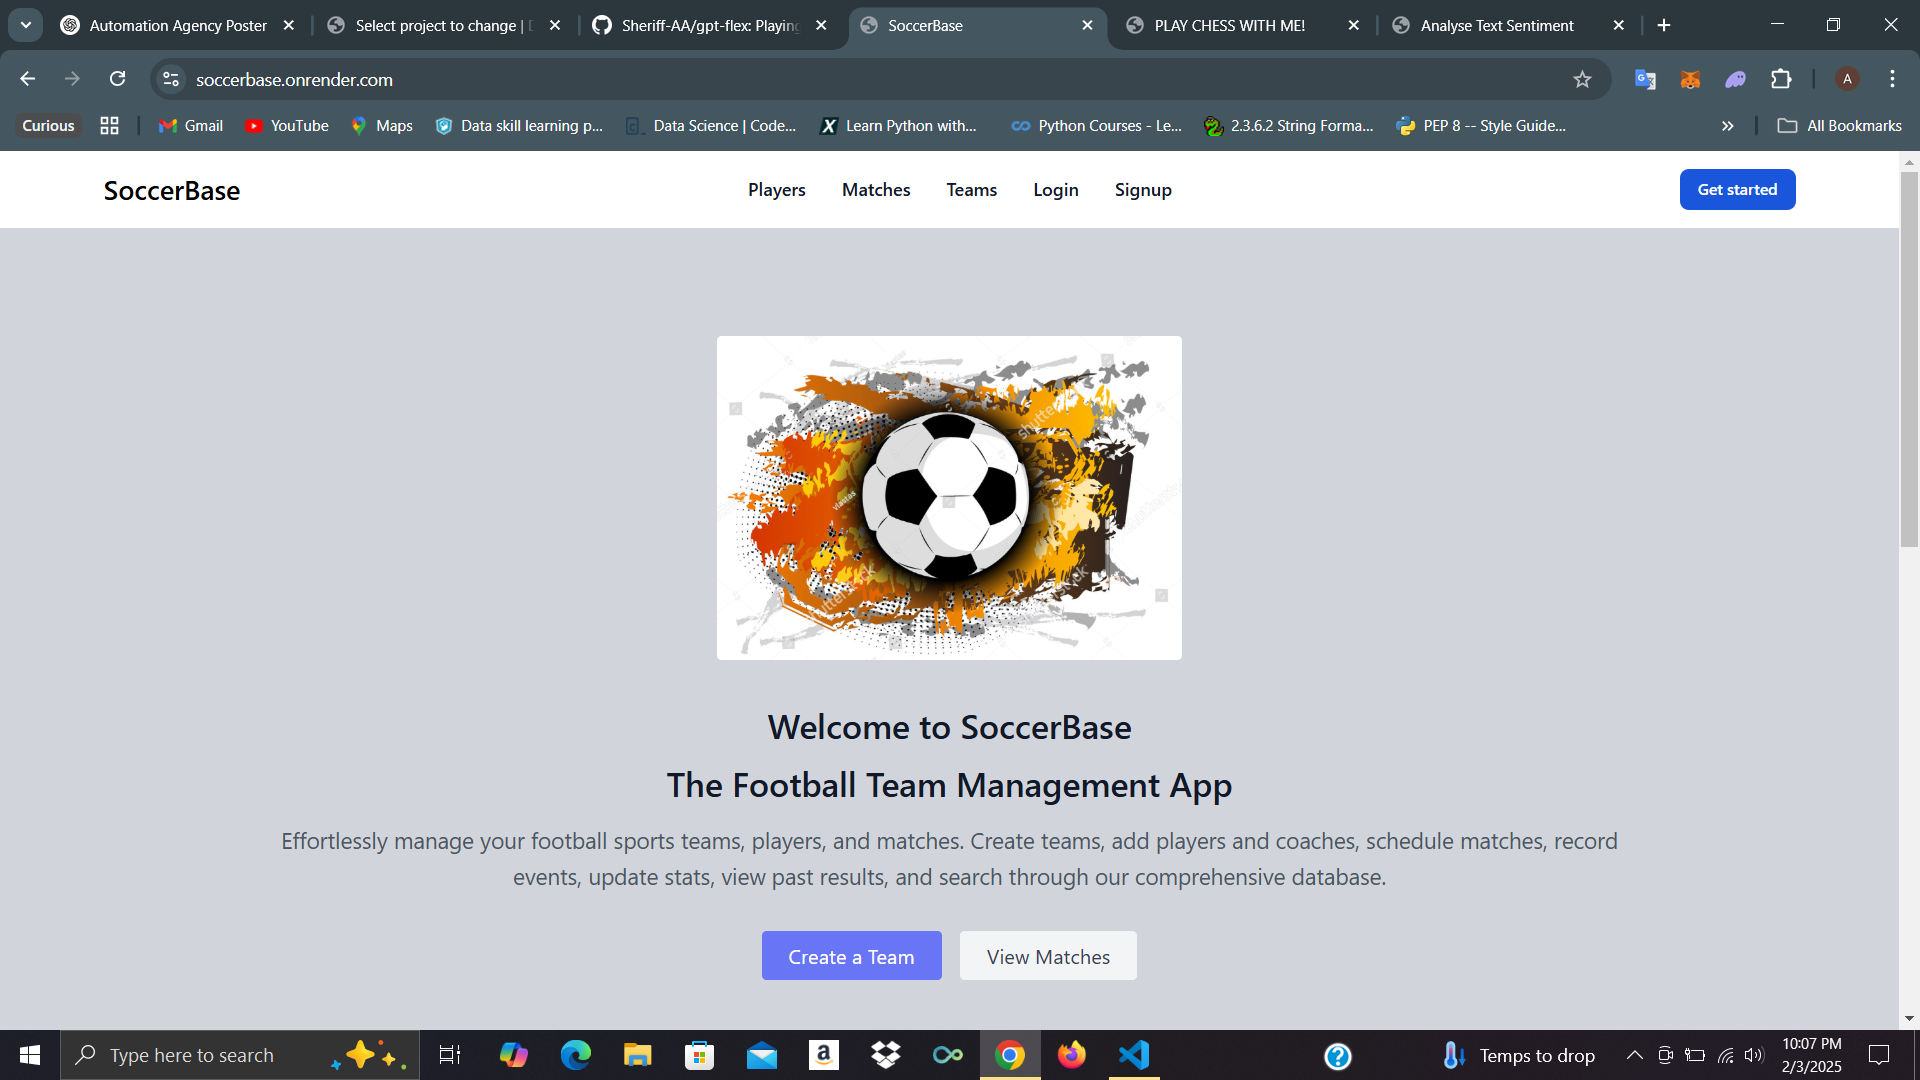 Automation Agency Poster
Select project to change |
Sheriff-AA/gpt-flex: Playing
SoccerBase
PLAY CHESS WITH ME!
Analyse Text Sentiment
soccerbase.onrender.com
A
Curious
Gmail
YouTube
Maps
Data skill learning p...
Data Science | Code...
Learn Python with...
Python Courses - Le...
2.3.6.2 String Forma...
PEP 8 -- Style Guide...
All Bookmarks
SoccerBase
Players
Matches
Teams
Login
Signup
Get started
shutterstock
vlastas
Welcome to SoccerBase
The Football Team Management App
Effortlessly manage your football sports teams, players, and matches. Create teams, add players and coaches, schedule matches, record
events, update stats, view past results, and search through our comprehensive database.
Create a Team
View Matches
Type here to search
Temps to drop
10:07 PM
2/3/2025